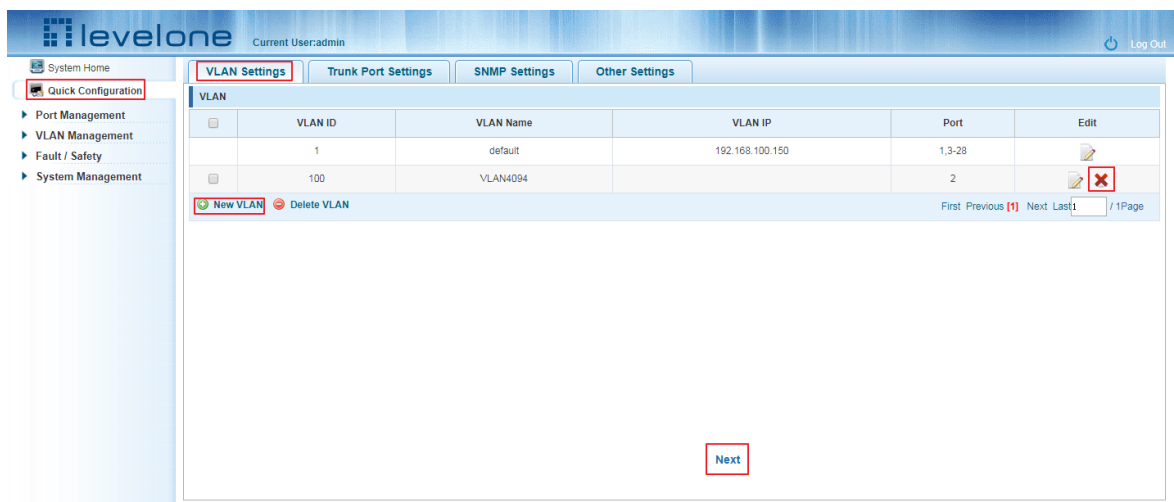 levelone
Current User:admin
Log Out
System Home
Quick Configuration
Port Management
VLAN Management
Fault / Safety
System Management
VLAN Settings Trunk Port Settings SNMP Settings Other Settings
VLAN
VLAN ID VLAN Name VLAN IP Port Edit
1 default 192.168.100.150 1,3-28
100 VLAN4094 2
New VLAN Delete VLAN First Previous [1] Next Last 1 / 1Page
Next